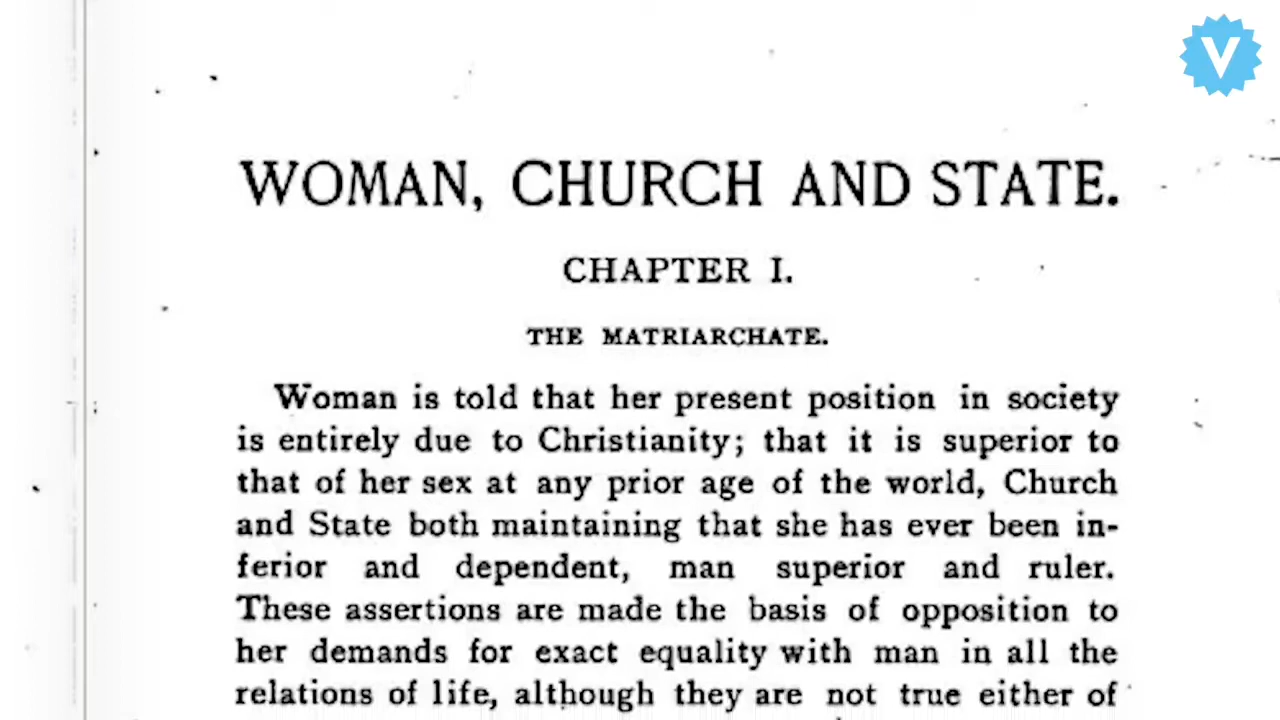 V
WOMAN, CHURCH AND STATE.
CHAPTER I.
THE MATRIARCHATE.
Woman is told that her present position in society
is entirely due to Christianity; that it is superior to
that of her sex at any prior age of the world, Church
and State both maintaining that she has ever been in-
ferior and dependent, man superior and ruler.
These assertions are made the basis of opposition to
her demands for exact equality with man in all the
relations of life, although they are not true either of